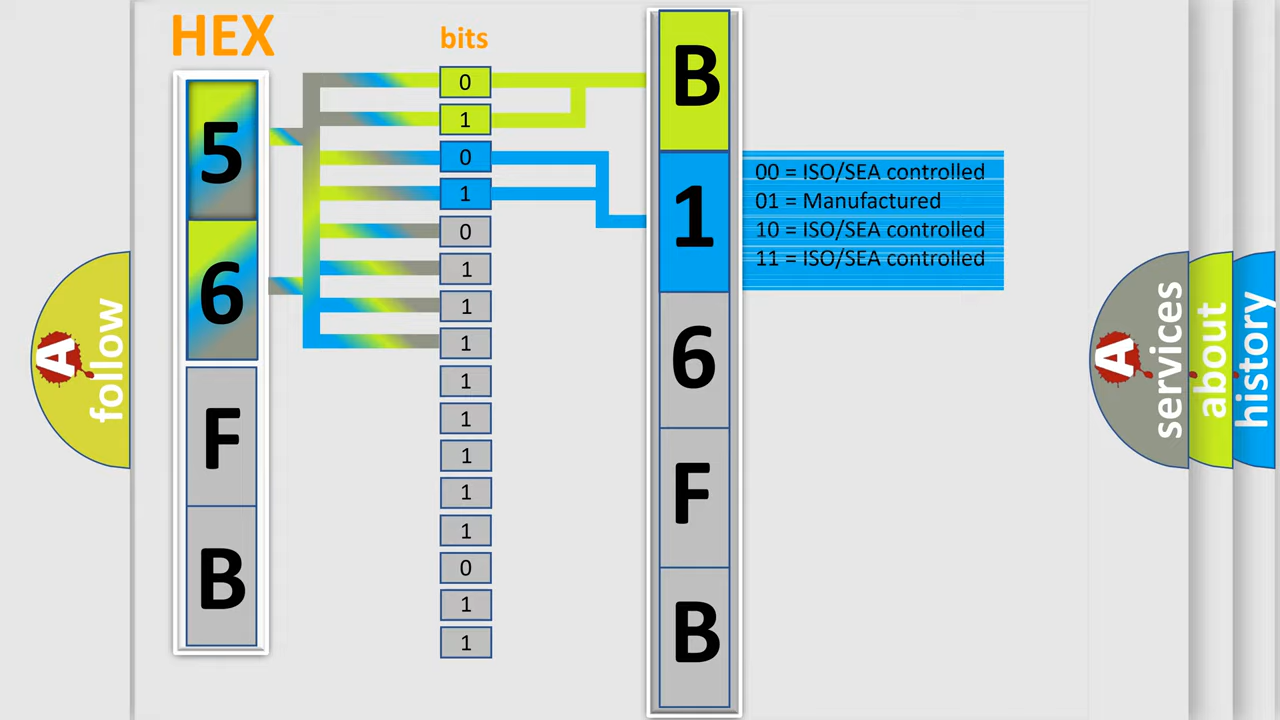 HEX
bits
5
6
F
B
0
1
0
1
0
1
1
1
1
1
1
1
1
0
1
1
B
1
6
F
B
00 = ISO/SEA controlled
01 = Manufactured
10 = ISO/SEA controlled
11 = ISO/SEA controlled
A
follow
A
services
about
history